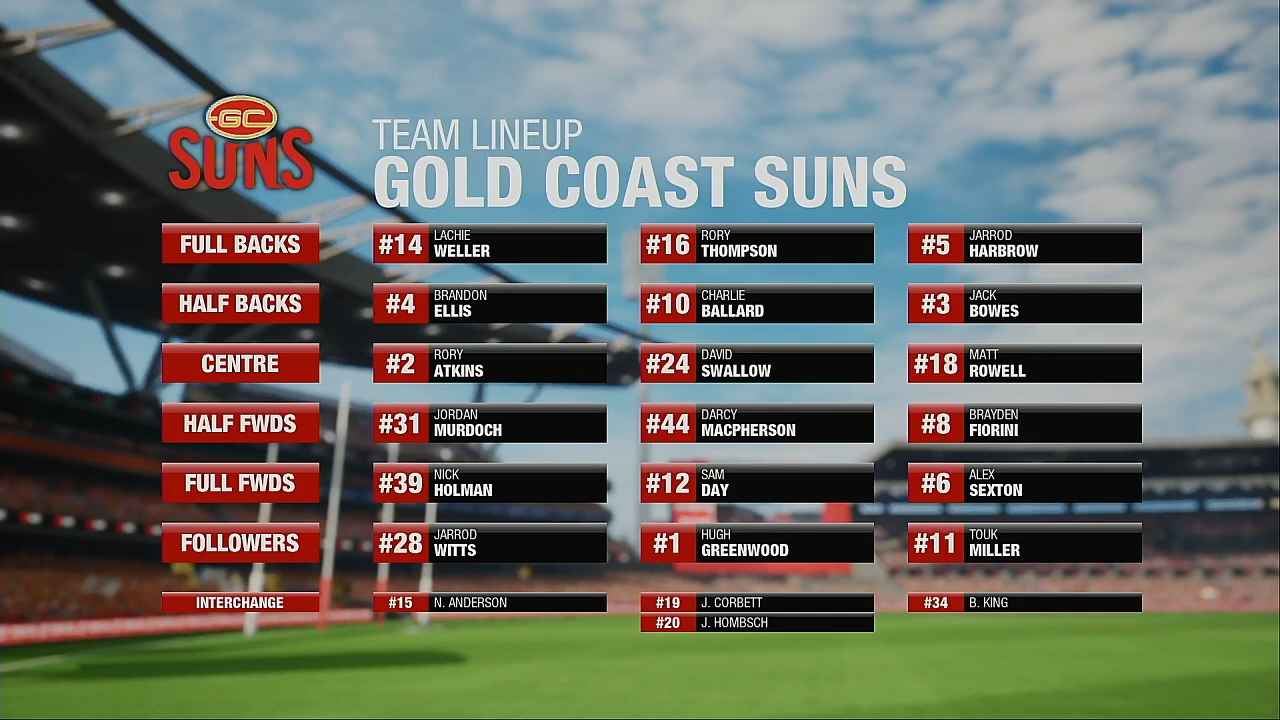 GC
SUNS
TEAM LINEUP
GOLD COAST SUNS
FULL BACKS
#14 LACHIE WELLER
#16 RORY THOMPSON
#5 JARROD HARBROW
HALF BACKS
#4 BRANDON ELLIS
#10 CHARLIE BALLARD
#3 JACK BOWES
CENTRE
#2 RORY ATKINS
#24 DAVID SWALLOW
#18 MATT ROWELL
HALF FWDS
#31 JORDAN MURDOCH
#44 DARCY MACPHERSON
#8 BRAYDEN FIORINI
FULL FWDS
#39 NICK HOLMAN
#12 SAM DAY
#6 ALEX SEXTON
FOLLOWERS
#28 JARROD WITTS
#1 HUGH GREENWOOD
#11 TOUK MILLER
INTERCHANGE
#15 N. ANDERSON
#19 J. CORBETT
#34 B. KING
#20 J. HOMBSCH